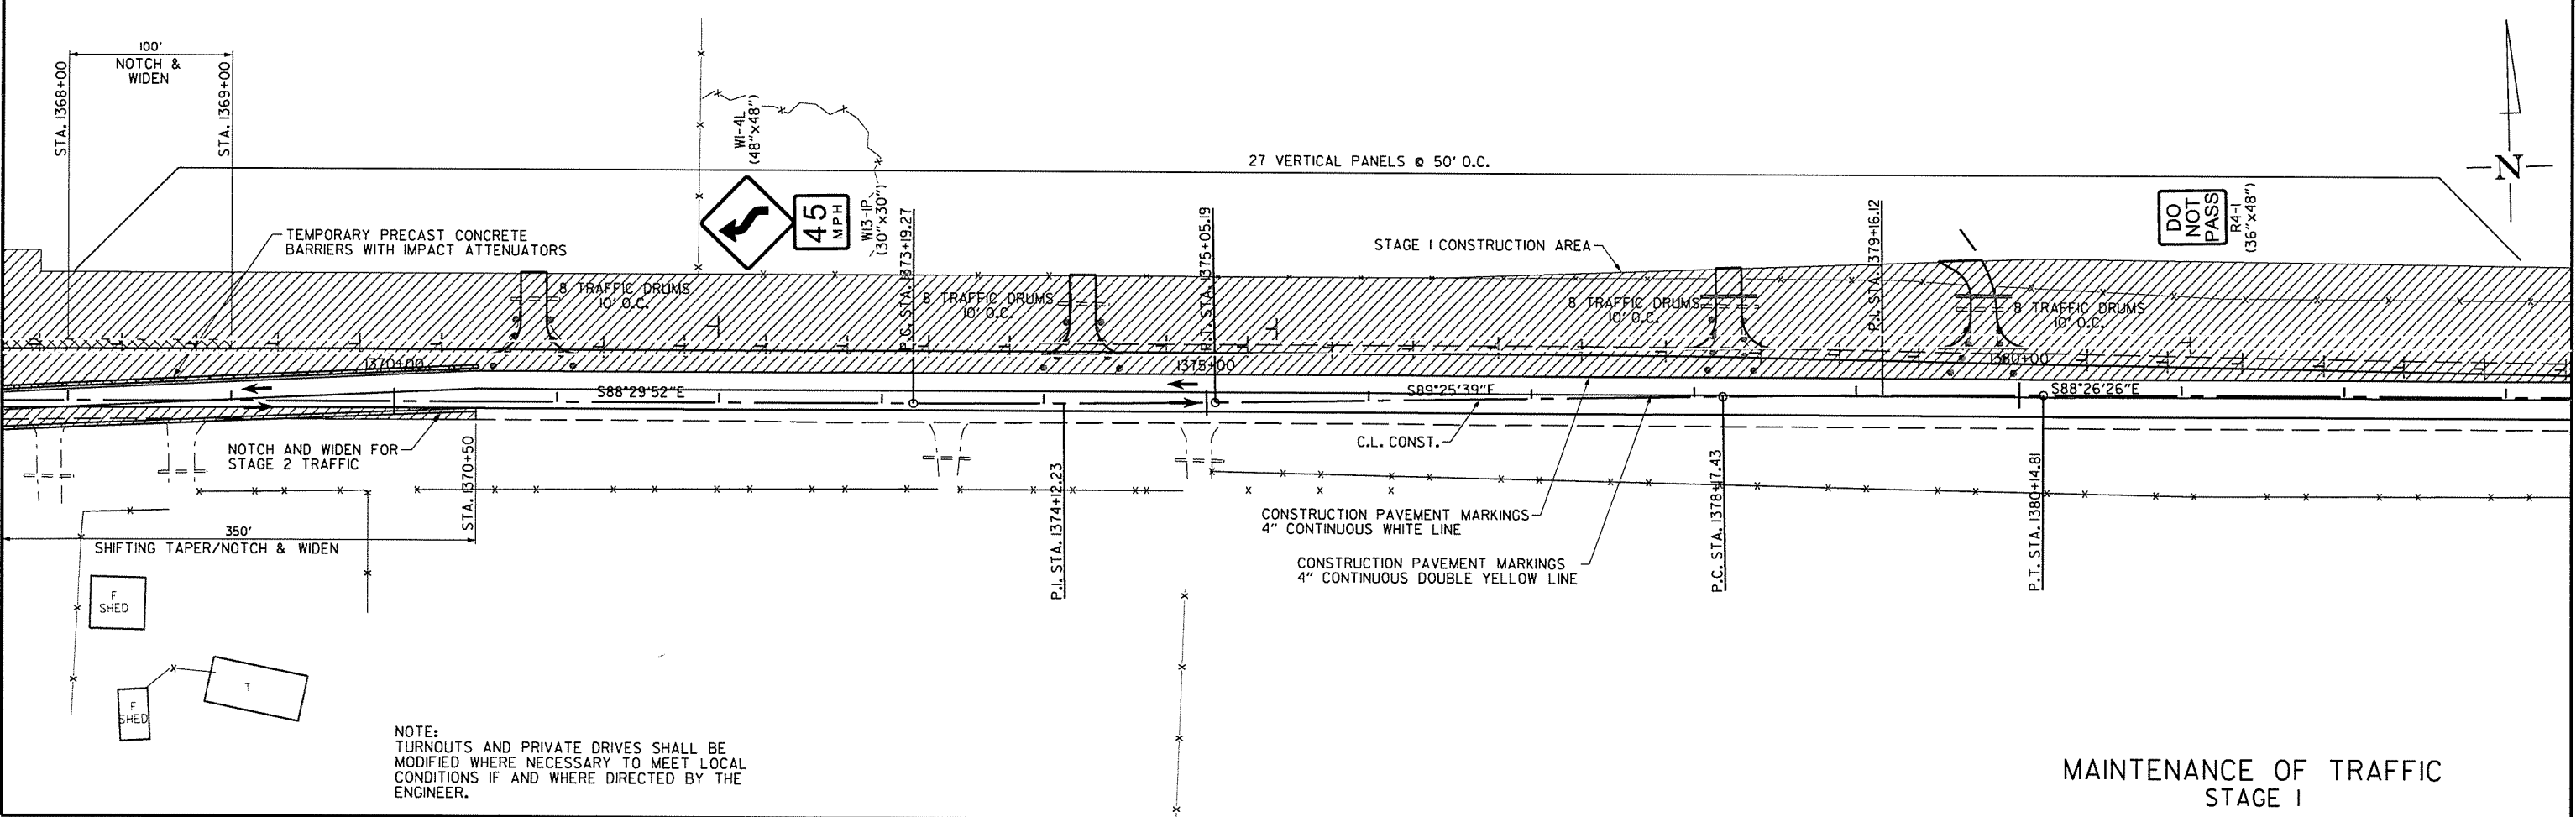 100'
NOTCH &
WIDEN
STA. 1368+00
STA. 1369+00
W1-4L
(48"x48")
45
MPH
W13-1P
(30"x30")
27 VERTICAL PANELS @ 50' O.C.
N
DO
NOT
PASS
R4-1
(36"x48")
TEMPORARY PRECAST CONCRETE
BARRIERS WITH IMPACT ATTENUATORS
STAGE 1 CONSTRUCTION AREA
P.C. STA. 1373+19.27
P.T. STA. 1375+05.19
P.I. STA. 1379+16.12
8 TRAFFIC DRUMS
10' O.C.
8 TRAFFIC DRUMS
10' O.C.
8 TRAFFIC DRUMS
10' O.C.
8 TRAFFIC DRUMS
10' O.C.
1370+00
1375+00
1380+00
S88°29'52"E
S89°25'39"E
S88°26'26"E
NOTCH AND WIDEN FOR
STAGE 2 TRAFFIC
STA. 1370+50
C.L. CONST.
P.I. STA. 1374+12.23
P.C. STA. 1378+17.43
P.T. STA. 1380+14.81
350'
SHIFTING TAPER/NOTCH & WIDEN
CONSTRUCTION PAVEMENT MARKINGS
4" CONTINUOUS WHITE LINE
CONSTRUCTION PAVEMENT MARKINGS
4" CONTINUOUS DOUBLE YELLOW LINE
F
SHED
T
F
SHED
NOTE:
TURNOUTS AND PRIVATE DRIVES SHALL BE
MODIFIED WHERE NECESSARY TO MEET LOCAL
CONDITIONS IF AND WHERE DIRECTED BY THE
ENGINEER.
MAINTENANCE OF TRAFFIC
STAGE 1